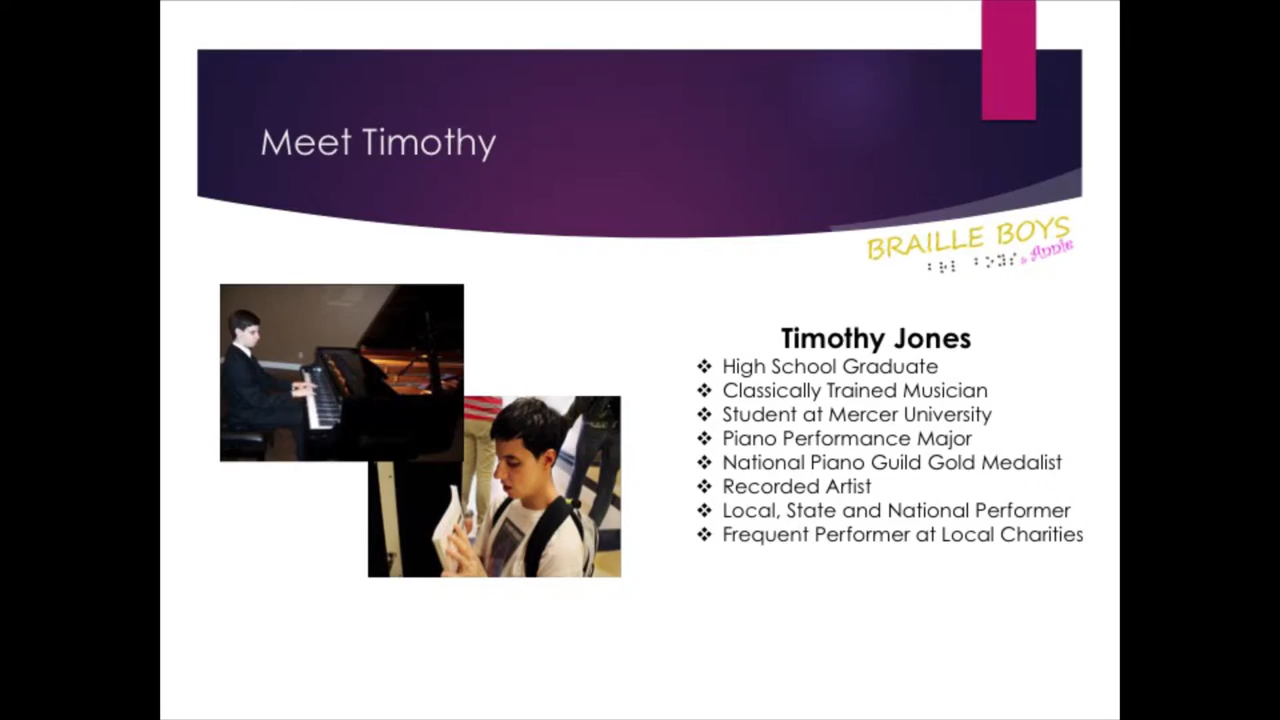 Meet Timothy
BRAILLE BOYS
& Annie
Timothy Jones
❖ High School Graduate
❖ Classically Trained Musician
❖ Student at Mercer University
❖ Piano Performance Major
❖ National Piano Guild Gold Medalist
❖ Recorded Artist
❖ Local, State and National Performer
❖ Frequent Performer at Local Charities